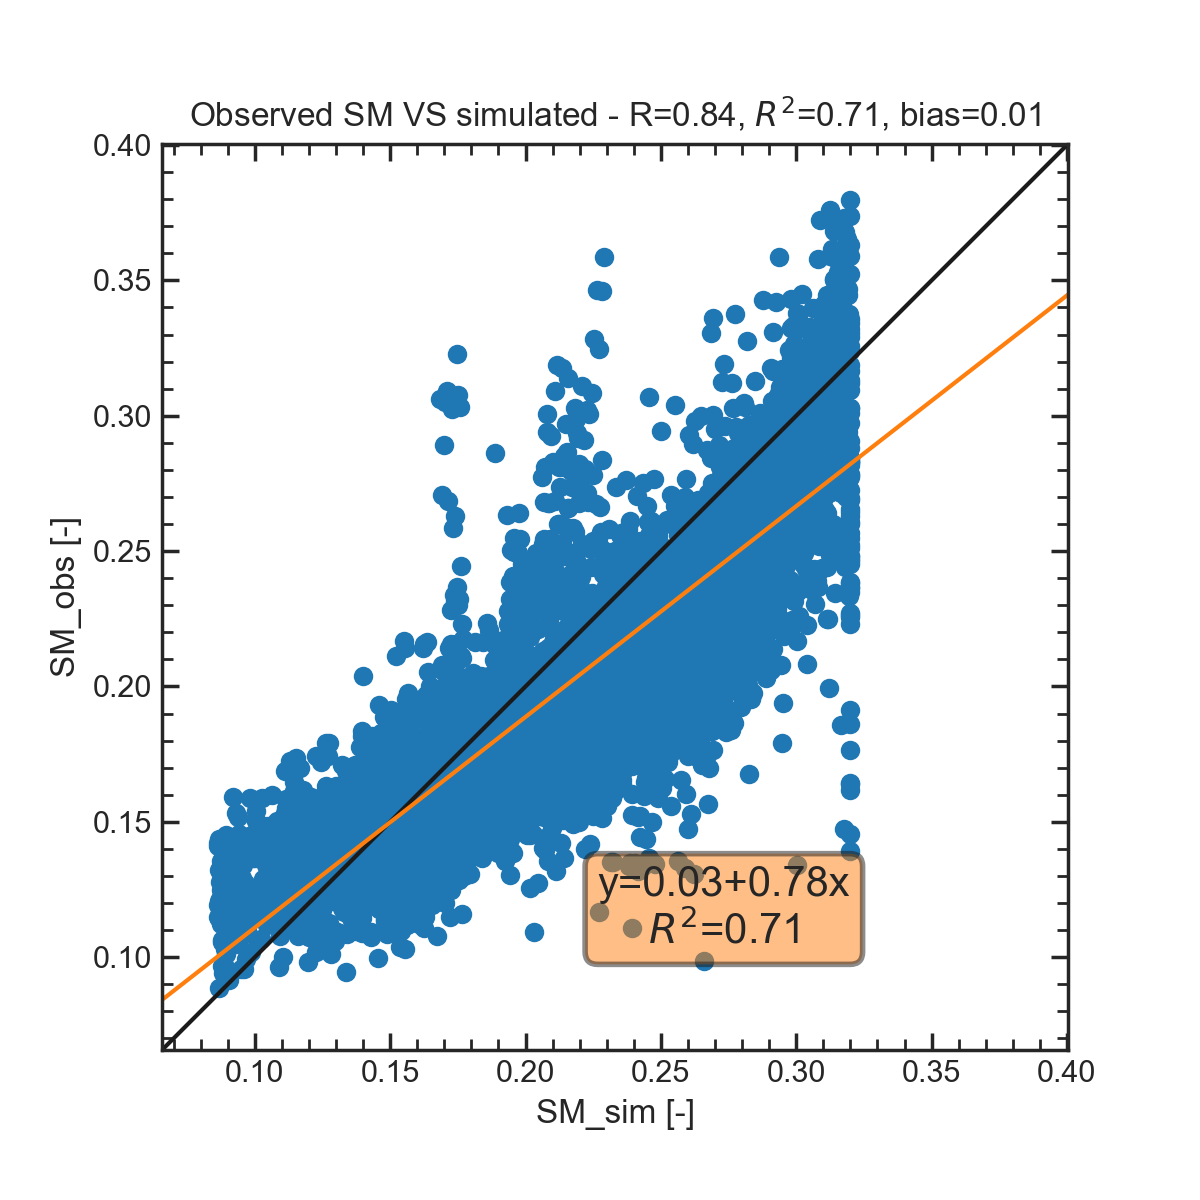 Observed SM VS simulated - R=0.84, R²=0.71, bias=0.01
0.40
0.35
0.30
0.25
0.20
0.15
0.10
SM_obs [-]
y=0.03+0.78x
R²=0.71
0.10 0.15 0.20 0.25 0.30 0.35 0.40
SM_sim [-]